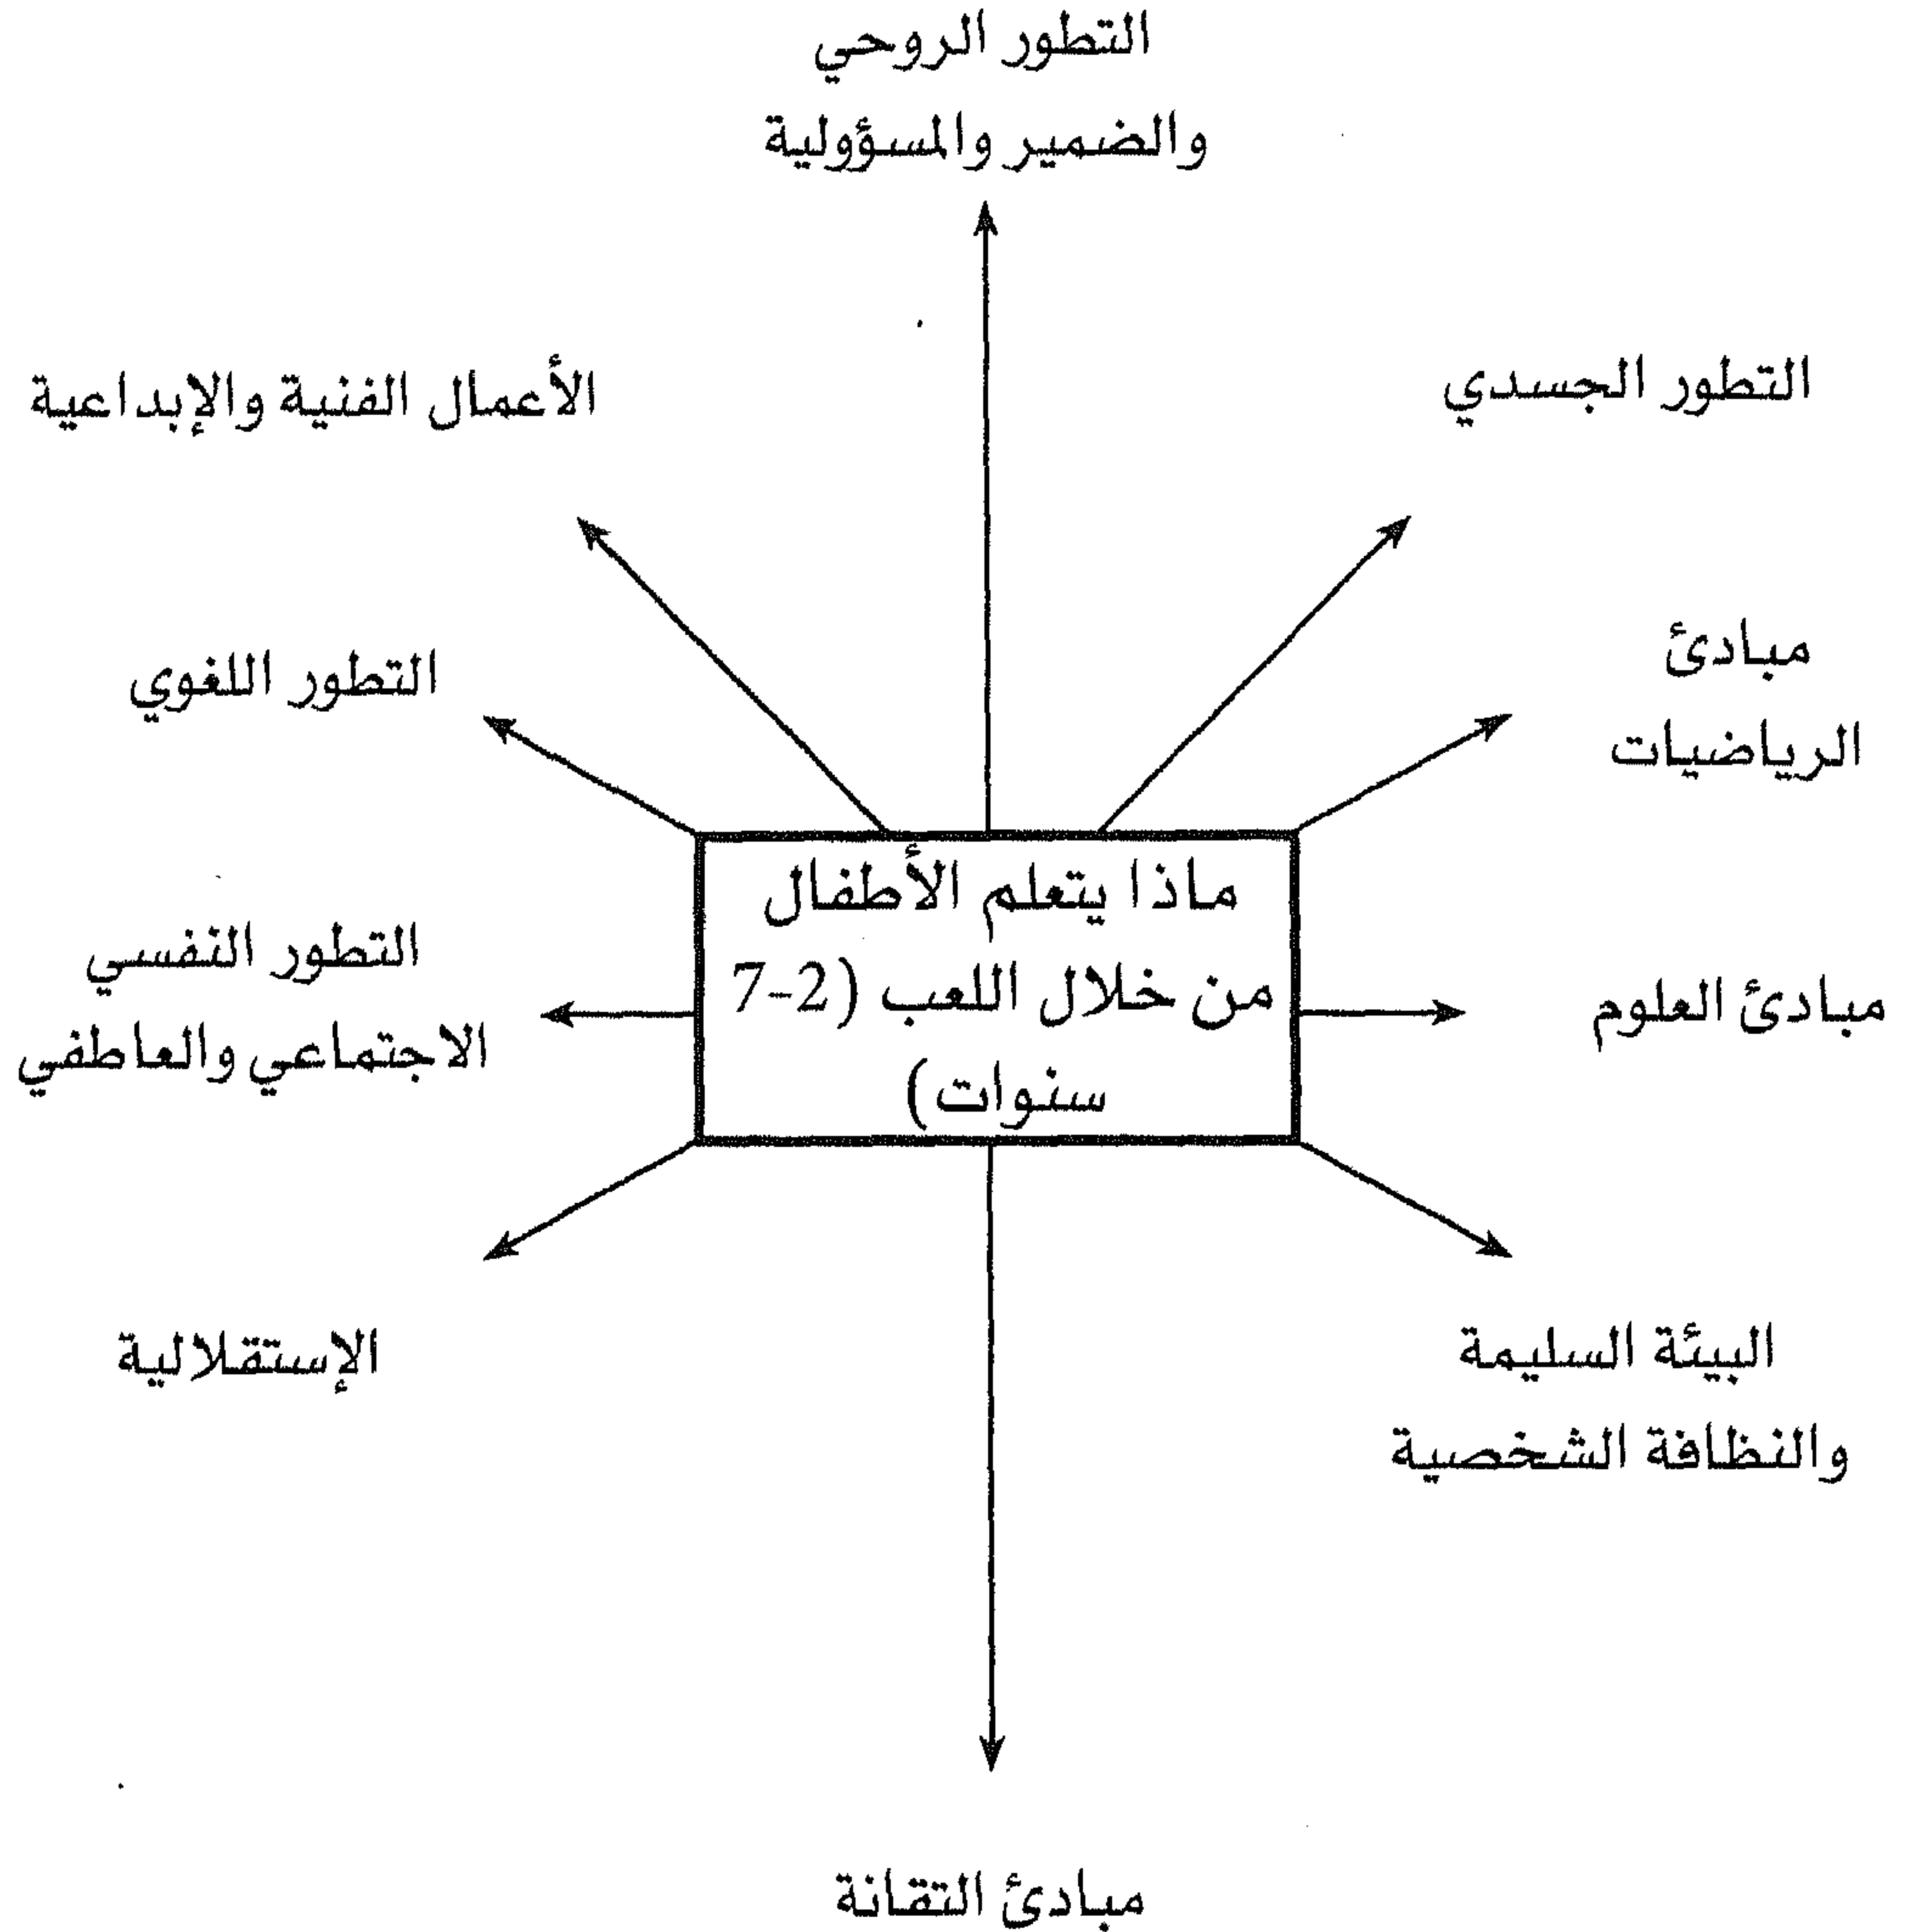 التطور الروحي
والضمير والمسؤولية
التطور الجسدي
الأعمال الفنية والإبداعية
مبادئ
الرياضيات
التطور اللغوي
ماذا يتعلم الأطفال
من خلال اللعب (2-7
سنوات)
مبادئ العلوم
التطور النفسي
الاجتماعي والعاطفي
البيئة السليمة
والنظافة الشخصية
الإستقلالية
مبادئ التقانة